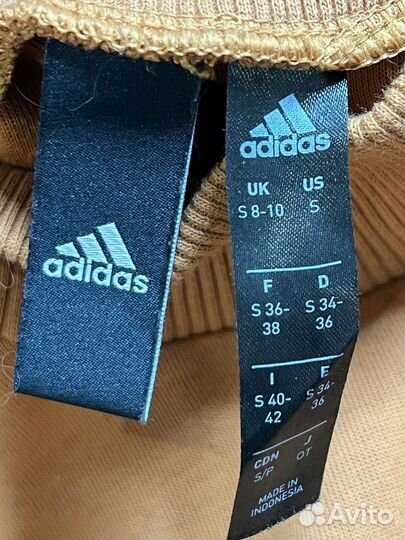 adidas
adidas
UK US
S 8-10 S
F D
S 36-38 S 34-36
I E
S 40-42 S 34-36
CDN J
S/P OT
MADE IN
INDONESIA
Avito